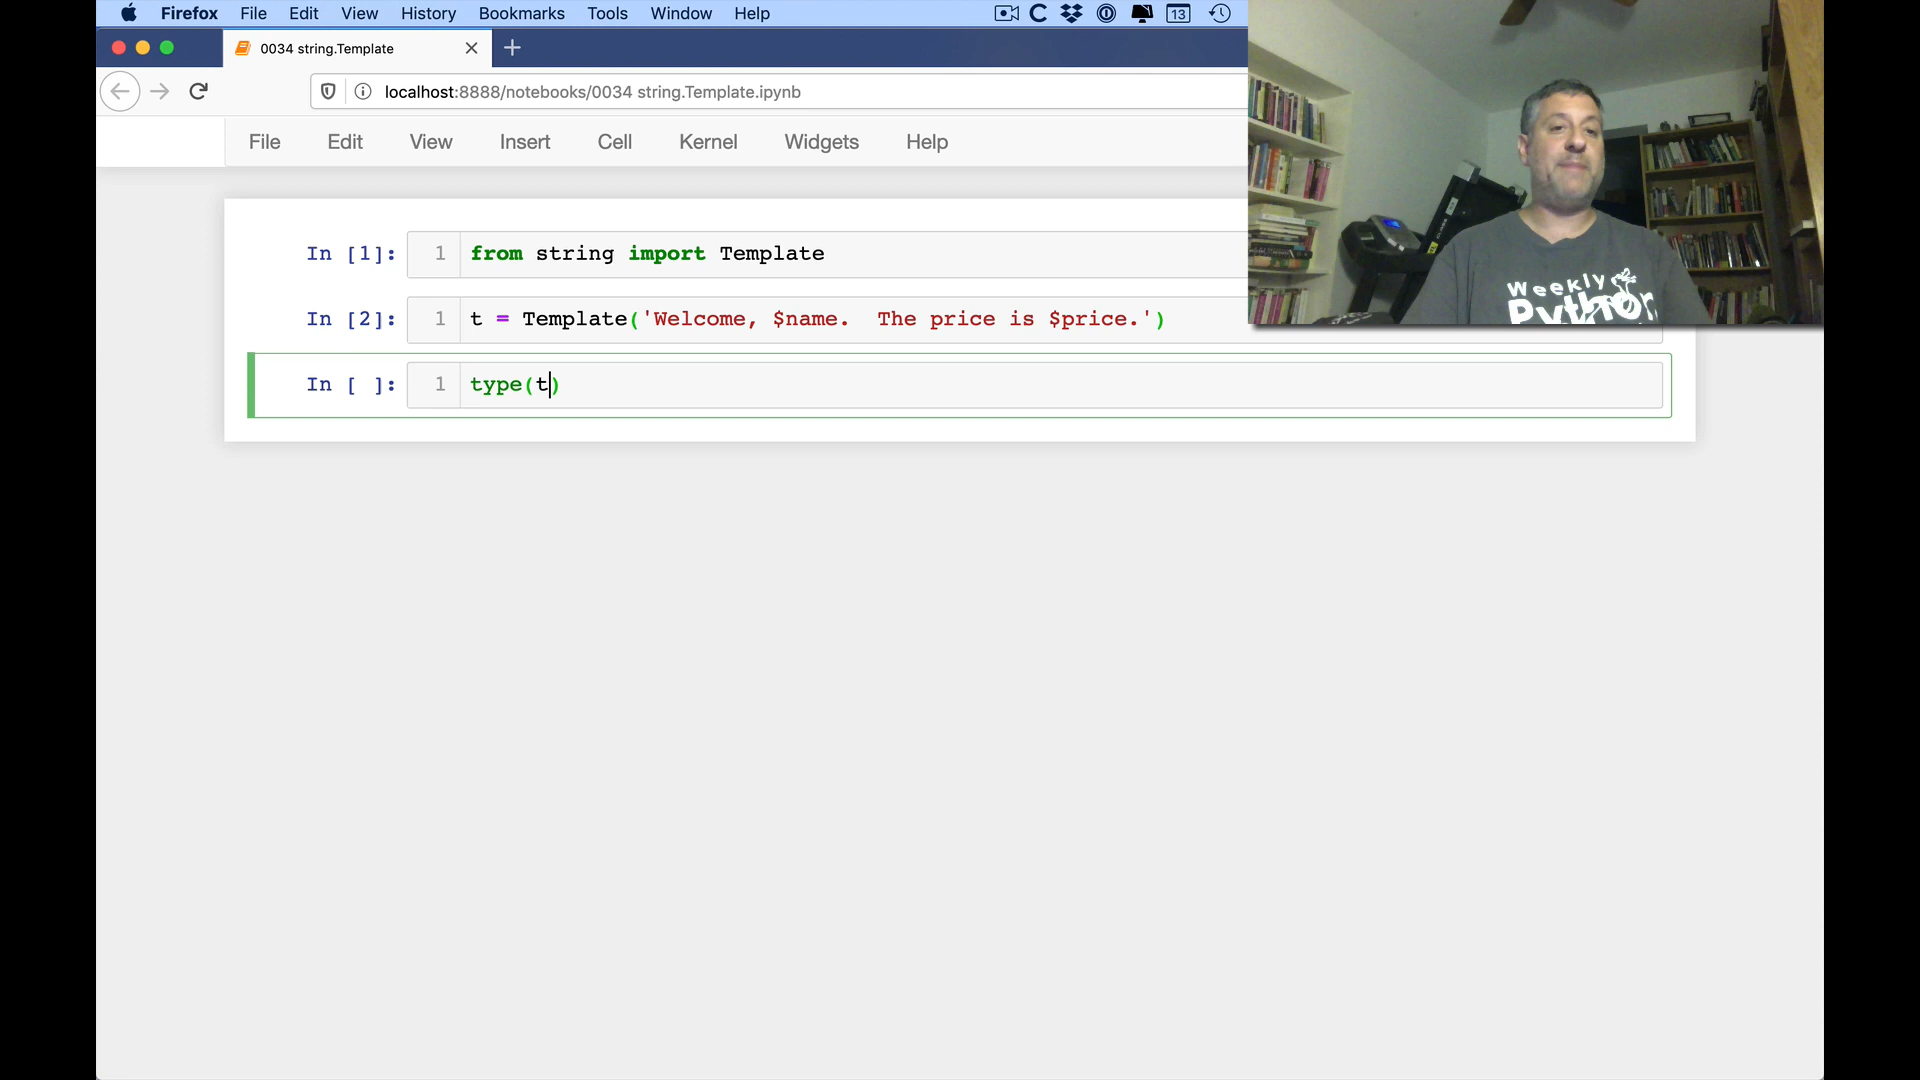 Firefox File Edit View History Bookmarks Tools Window Help 13
0034 string.Template
localhost:8888/notebooks/0034 string.Template.ipynb
File Edit View Insert Cell Kernel Widgets Help
In [1]: 1 from string import Template
In [2]: 1 t = Template('Welcome, $name.  The price is $price.')
In [ ]: 1 type(t)
Weekly
Python